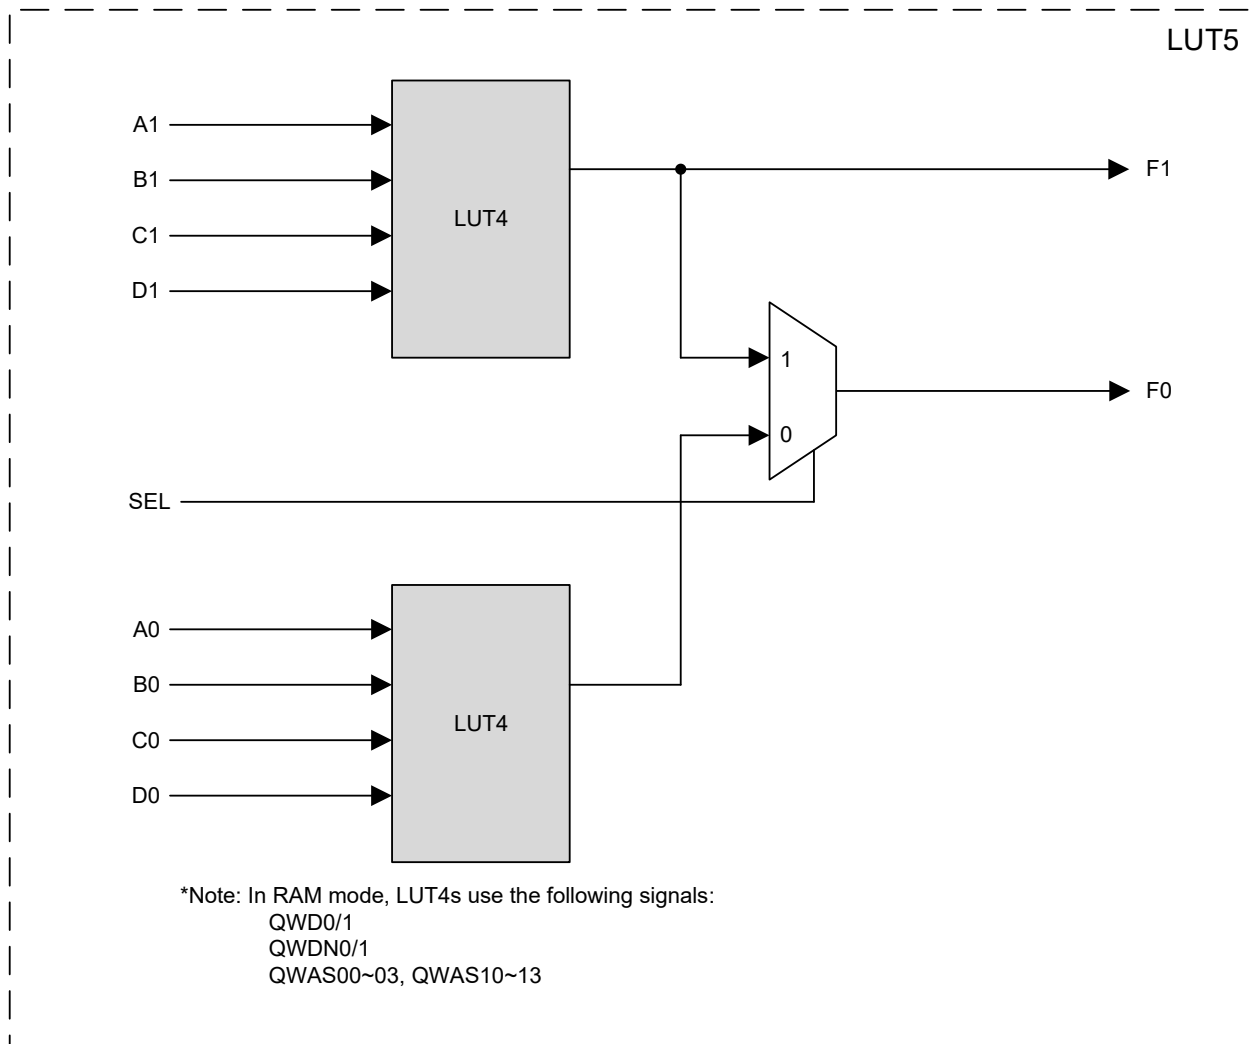 LUT5
A1
B1
C1
D1
LUT4
F1
1
0
F0
SEL
A0
B0
C0
D0
LUT4
*Note: In RAM mode, LUT4s use the following signals:
QWD0/1
QWDN0/1
QWAS00~03, QWAS10~13